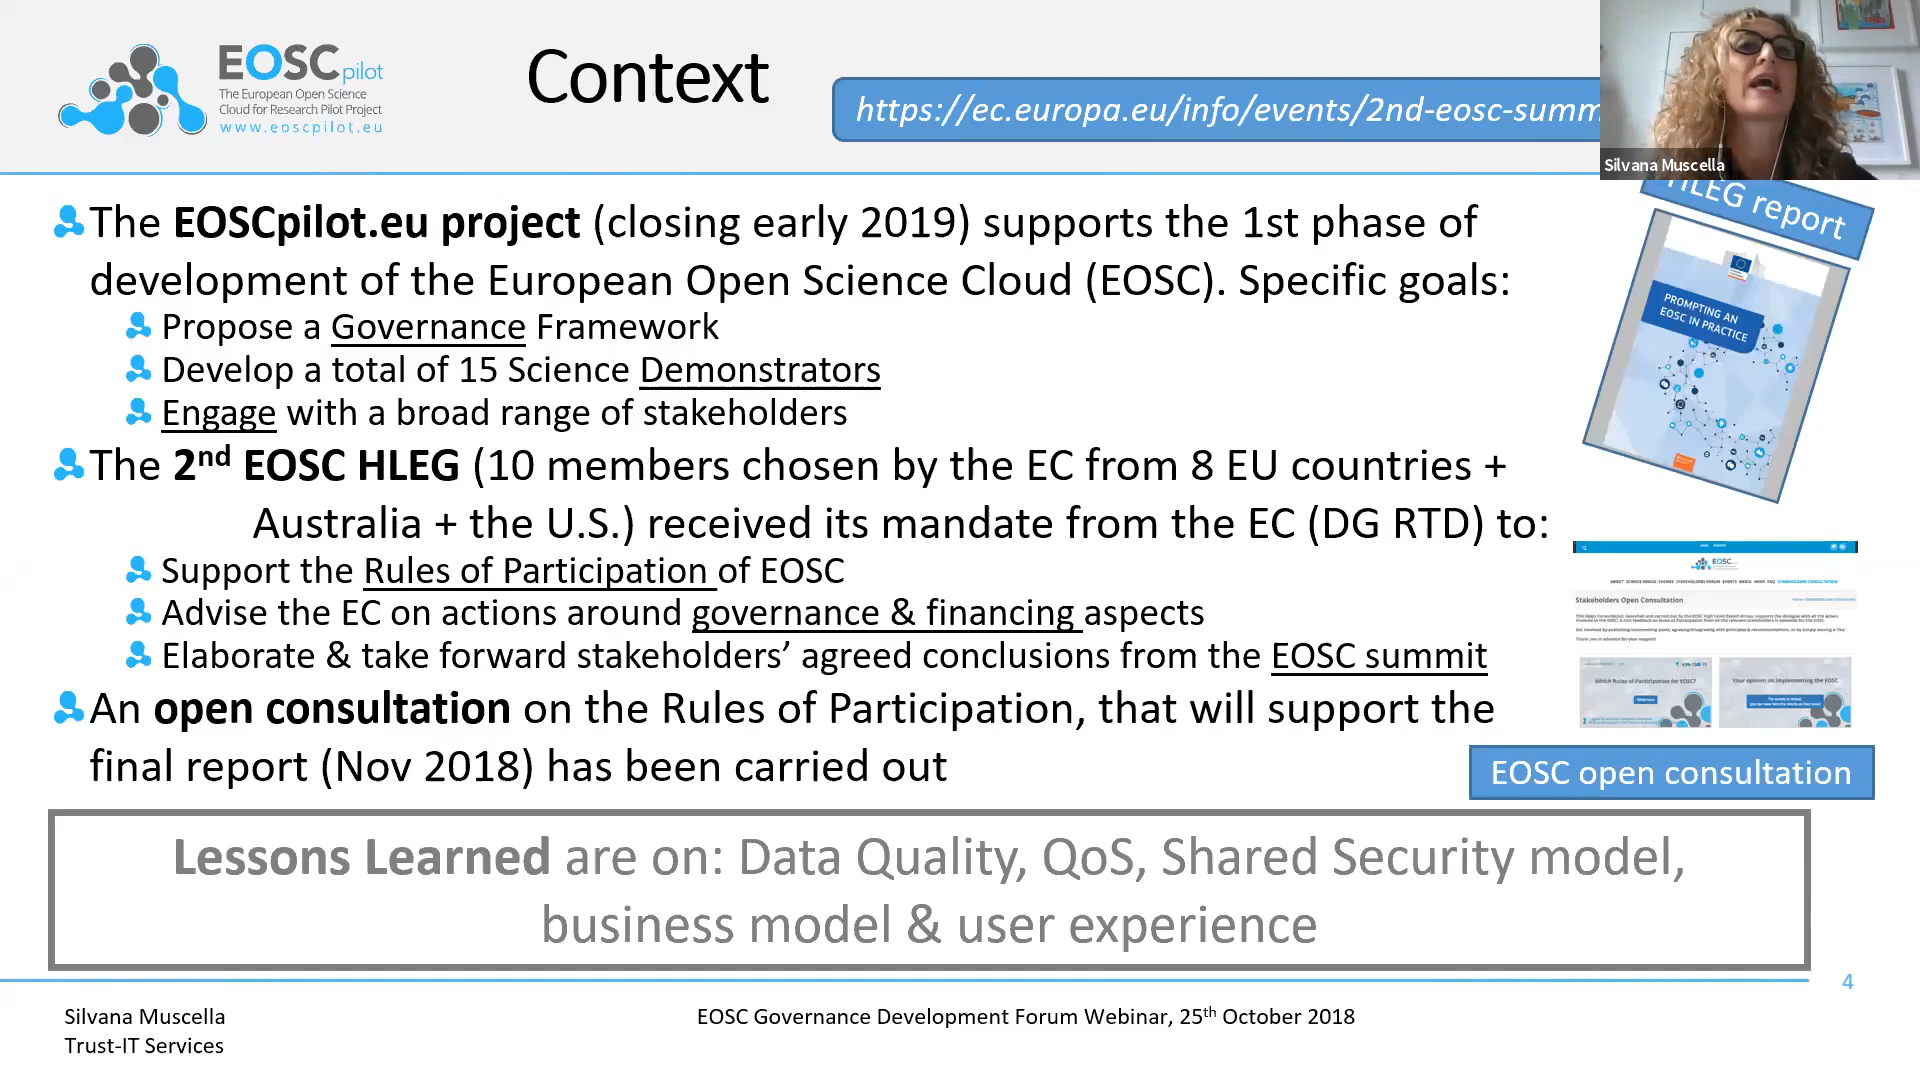 EOSCpilot
The European Open Science
Cloud for Research Pilot Project
www.eoscpilot.eu
Context
https://ec.europa.eu/info/events/2nd-eosc-summ
Silvana Muscella
HLEG report
The EOSCpilot.eu project (closing early 2019) supports the 1st phase of
development of the European Open Science Cloud (EOSC). Specific goals:
Propose a Governance Framework
Develop a total of 15 Science Demonstrators
Engage with a broad range of stakeholders
The 2nd EOSC HLEG (10 members chosen by the EC from 8 EU countries +
Australia + the U.S.) received its mandate from the EC (DG RTD) to:
Support the Rules of Participation of EOSC
Advise the EC on actions around governance & financing aspects
Elaborate & take forward stakeholders’ agreed conclusions from the EOSC summit
An open consultation on the Rules of Participation, that will support the
final report (Nov 2018) has been carried out
PROMPTING AN
EOSC IN PRACTICE
EOSC
Stakeholders Open Consultation
Which Rules of Participation for EOSC?
Your opinion on implementing the EOSC
EOSC open consultation
Lessons Learned are on: Data Quality, QoS, Shared Security model,
business model & user experience
4
Silvana Muscella
Trust-IT Services
EOSC Governance Development Forum Webinar, 25th October 2018